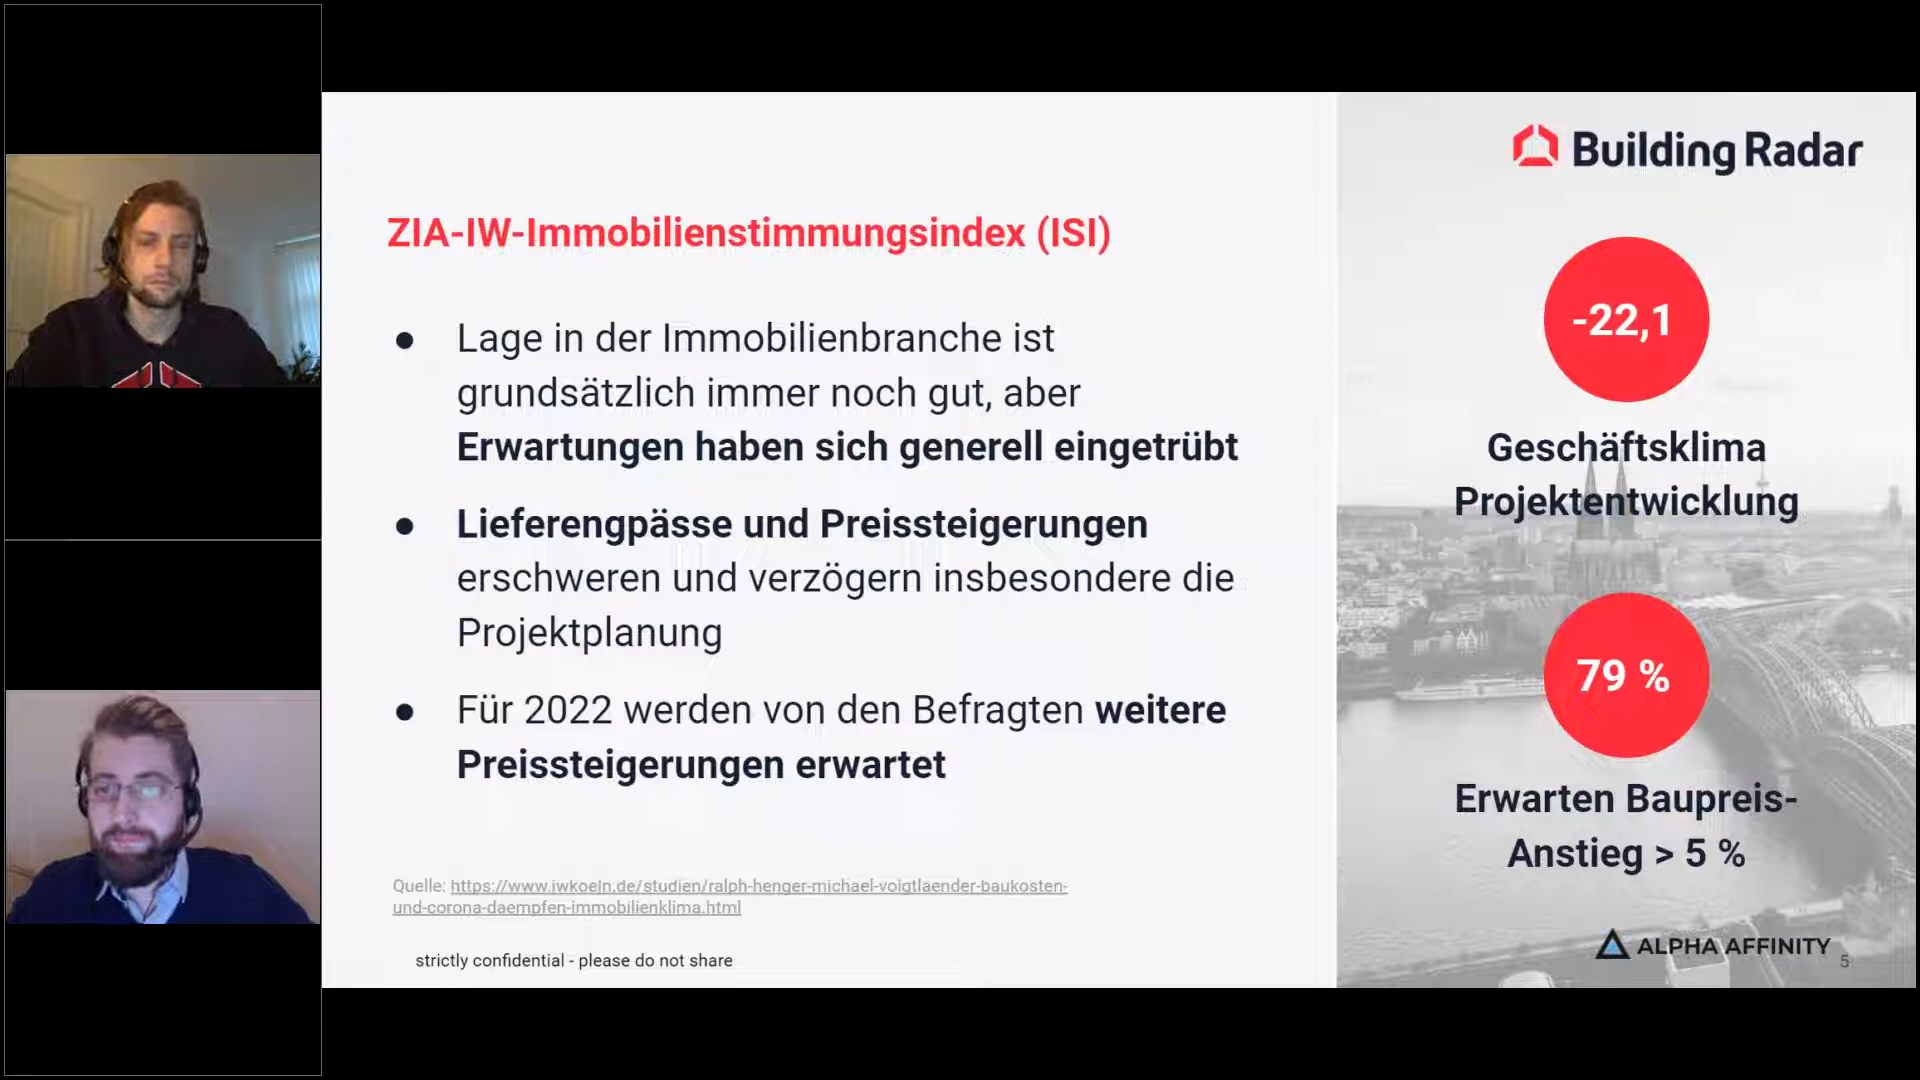 Building Radar
ZIA-IW-Immobilienstimmungsindex (ISI)
● Lage in der Immobilienbranche ist
grundsätzlich immer noch gut, aber
Erwartungen haben sich generell eingetrübt
● Lieferengpässe und Preissteigerungen
erschweren und verzögern insbesondere die
Projektplanung
● Für 2022 werden von den Befragten weitere
Preissteigerungen erwartet
Quelle: https://www.iwkoeln.de/studien/ralph-henger-michael-voigtlaender-baukosten-
und-corona-daempfen-immobilienklima.html
strictly confidential - please do not share
-22,1
Geschäftsklima
Projektentwicklung
79 %
Erwarten Baupreis-
Anstieg > 5 %
ALPHA AFFINITY
5